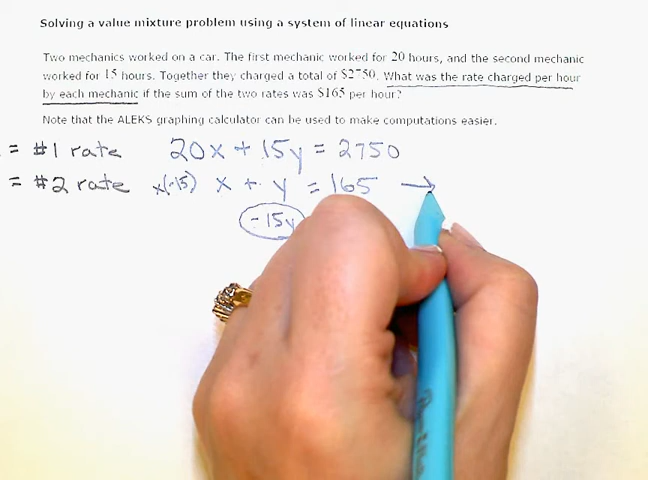 Solving a value mixture problem using a system of linear equations
Two mechanics worked on a car. The first mechanic worked for 20 hours, and the second mechanic
worked for 15 hours. Together they charged a total of $2750. What was the rate charged per hour
by each mechanic if the sum of the two rates was $165 per hour?
Note that the ALEKS graphing calculator can be used to make computations easier.
= #1 rate 20x + 15y = 2750
= #2 rate x(-15) x + y = 165 →
-15y